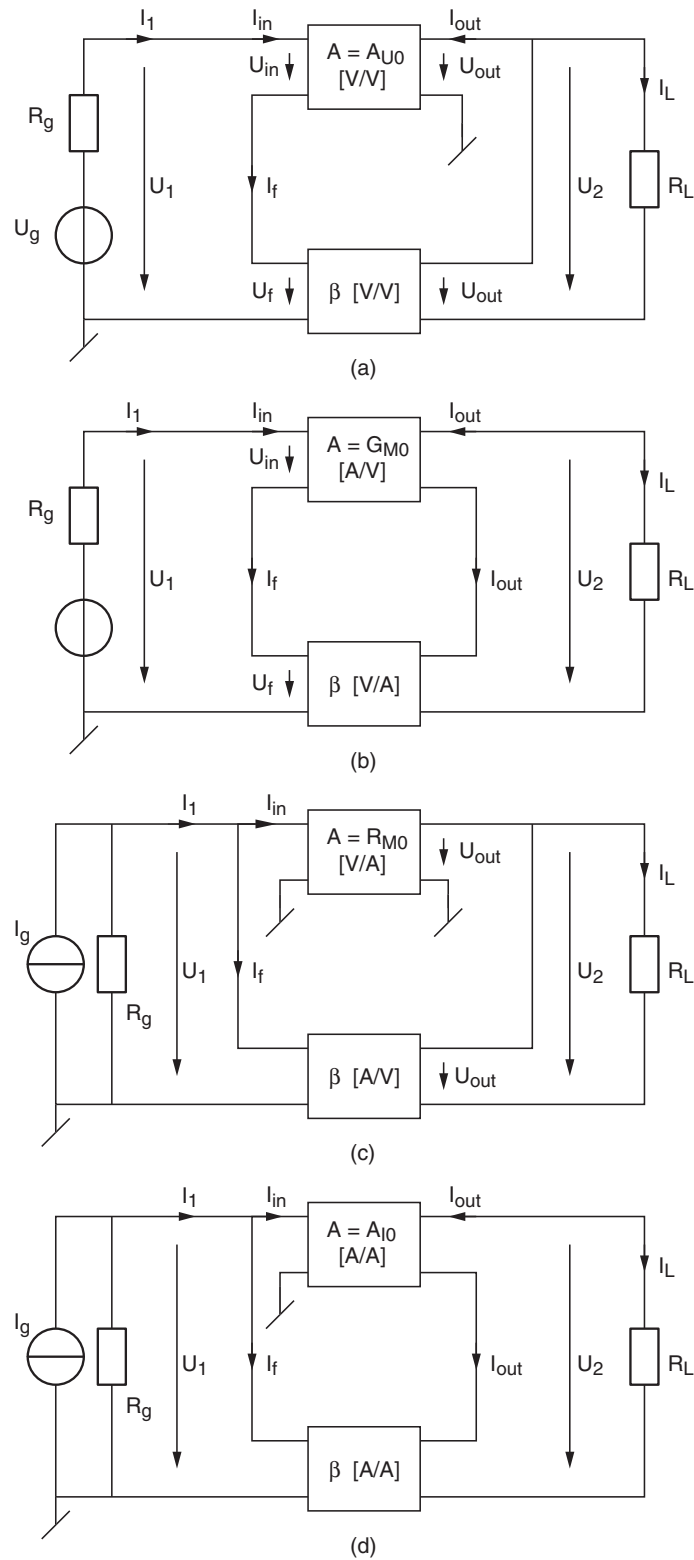 I1 Iin Iout
A = AU0
[V/V]
Uin Uout
IL
Rg
U1 If U2 RL
Ug
Uf β [V/V] Uout
(a)
I1 Iin Iout
A = GM0
[A/V]
Uin
IL
Rg
U1 If Iout U2 RL
Uf β [V/A]
(b)
I1 Iin
A = RM0
[V/A]
Uout
IL
Ig
Rg
U1 If U2 RL
β [A/V] Uout
(c)
I1 Iin Iout
A = AI0
[A/A]
IL
Ig
Rg
U1 If Iout U2 RL
β [A/A]
(d)